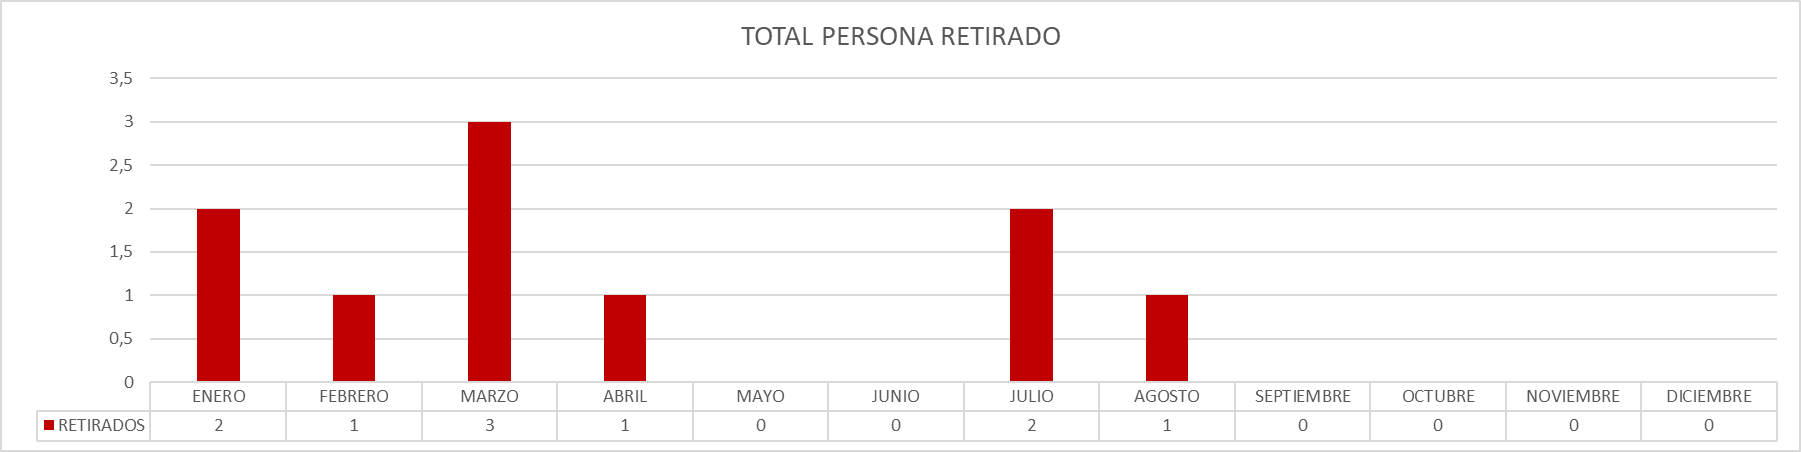 TOTAL PERSONA RETIRADO
3,5
3
2,5
2
1,5
1
0,5
0
ENERO FEBRERO MARZO ABRIL MAYO JUNIO JULIO AGOSTO SEPTIEMBRE OCTUBRE NOVIEMBRE DICIEMBRE
RETIRADOS 2 1 3 1 0 0 2 1 0 0 0 0